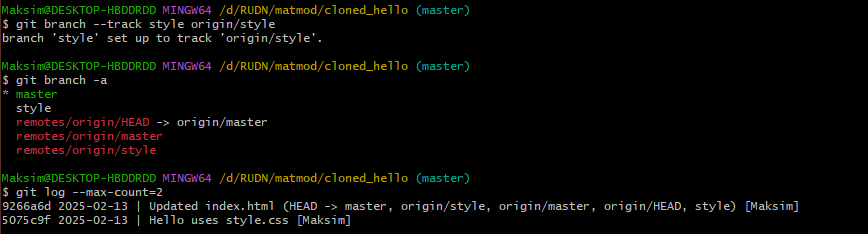 Maksim@DESKTOP-HBDDRDD MINGW64 /d/RUDN/matmod/cloned_hello (master)
$ git branch --track style origin/style
branch 'style' set up to track 'origin/style'.
Maksim@DESKTOP-HBDDRDD MINGW64 /d/RUDN/matmod/cloned_hello (master)
$ git branch -a
* master
  style
  remotes/origin/HEAD -> origin/master
  remotes/origin/master
  remotes/origin/style
Maksim@DESKTOP-HBDDRDD MINGW64 /d/RUDN/matmod/cloned_hello (master)
$ git log --max-count=2
9266a6d 2025-02-13 | Updated index.html (HEAD -> master, origin/style, origin/master, origin/HEAD, style) [Maksim]
5075c9f 2025-02-13 | Hello uses style.css [Maksim]